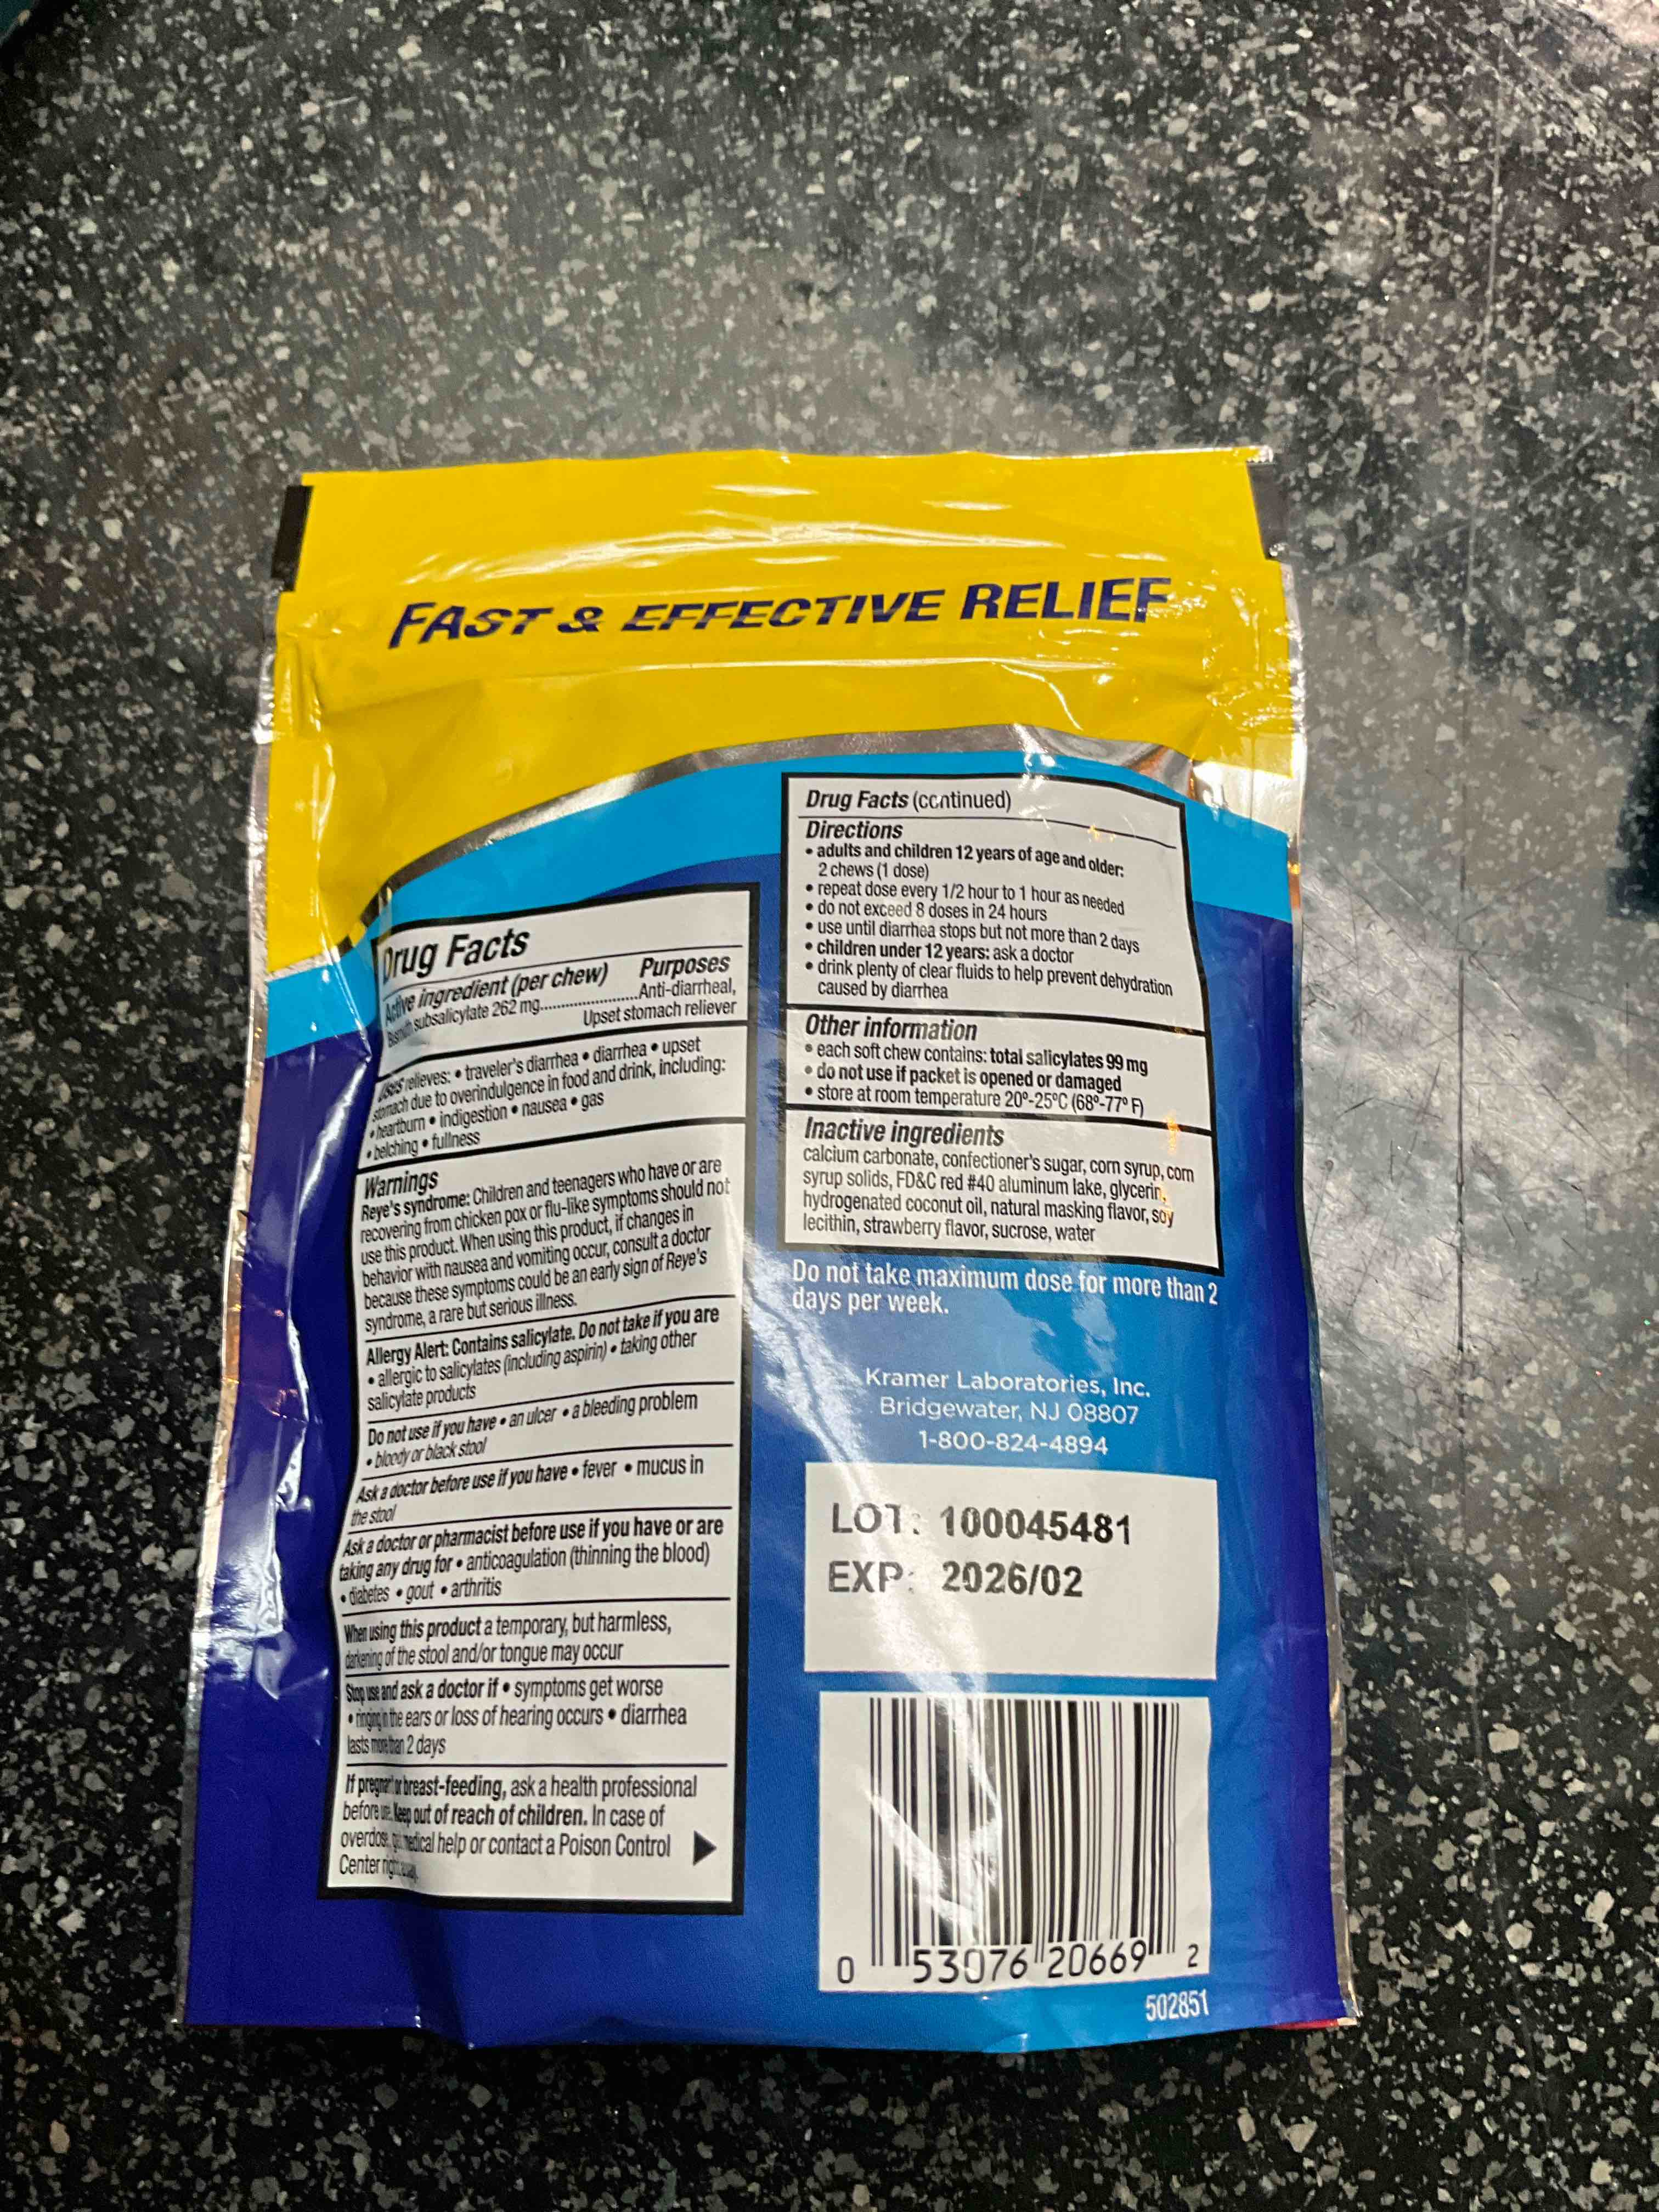 FAST & EFFECTIVE RELIEF
Drug Facts
Active ingredient (per chew) Purposes
Bismuth subsalicylate 262 mg......................Anti-diarrheal,
Upset stomach reliever
Uses relieves: • traveler's diarrhea • diarrhea • upset
stomach due to overindulgence in food and drink, including:
• heartburn • indigestion • nausea • gas
• belching • fullness
Warnings
Reye's syndrome: Children and teenagers who have or are
recovering from chicken pox or flu-like symptoms should not
use this product. When using this product, if changes in
behavior with nausea and vomiting occur, consult a doctor
because these symptoms could be an early sign of Reye's
syndrome, a rare but serious illness.
Allergy Alert: Contains salicylate. Do not take if you are
• allergic to salicylates (including aspirin) • taking other
salicylate products
Do not use if you have • an ulcer • a bleeding problem
• bloody or black stool
Ask a doctor before use if you have • fever • mucus in
the stool
Ask a doctor or pharmacist before use if you have or are
taking any drug for • anticoagulation (thinning the blood)
• diabetes • gout • arthritis
When using this product a temporary, but harmless,
darkening of the stool and/or tongue may occur
Stop use and ask a doctor if • symptoms get worse
• ringing in the ears or loss of hearing occurs • diarrhea
lasts more than 2 days
If pregnant or breast-feeding, ask a health professional
before use. Keep out of reach of children. In case of
overdose, get medical help or contact a Poison Control
Center right away.
Drug Facts (continued)
Directions
• adults and children 12 years of age and older:
2 chews (1 dose)
• repeat dose every 1/2 hour to 1 hour as needed
• do not exceed 8 doses in 24 hours
• use until diarrhea stops but not more than 2 days
• children under 12 years: ask a doctor
• drink plenty of clear fluids to help prevent dehydration
caused by diarrhea
Other information
• each soft chew contains: total salicylates 99 mg
• do not use if packet is opened or damaged
• store at room temperature 20º-25ºC (68º-77º F)
Inactive ingredients
calcium carbonate, confectioner's sugar, corn syrup, corn
syrup solids, FD&C red #40 aluminum lake, glycerin,
hydrogenated coconut oil, natural masking flavor, soy
lecithin, strawberry flavor, sucrose, water
Do not take maximum dose for more than 2
days per week.
Kramer Laboratories, Inc.
Bridgewater, NJ 08807
1-800-824-4894
LOT: 100045481
EXP: 2026/02
0 53076 20669 2
502851